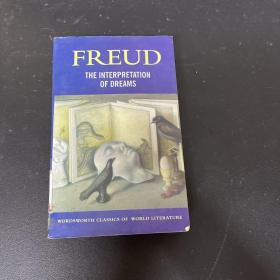 FREUD
THE INTERPRETATION
OF DREAMS
WORDSWORTH CLASSICS OF WORLD LITERATURE